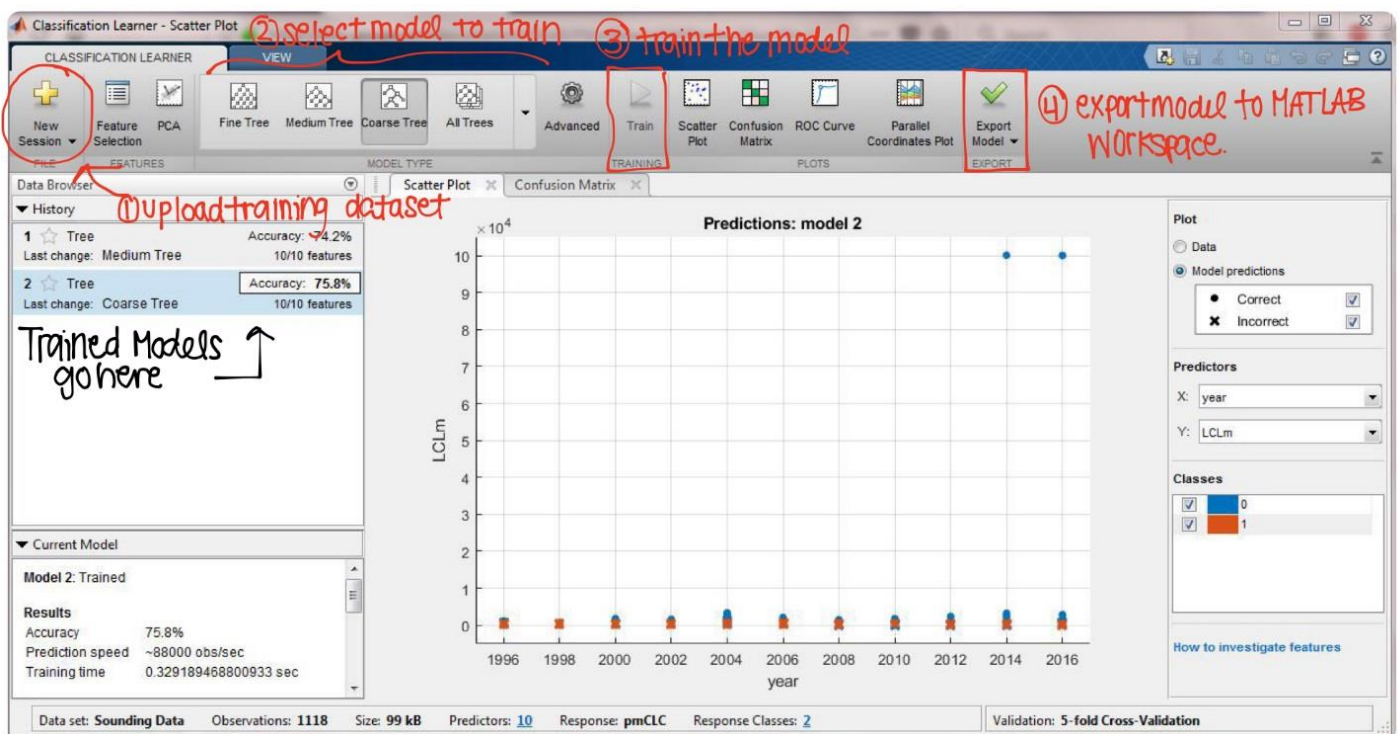 Classification Learner - Scatter Plot
② select model to train
③ train the model
CLASSIFICATION LEARNER
VIEW
New Session
Feature Selection
PCA
Fine Tree
Medium Tree
Coarse Tree
All Trees
Advanced
Train
Scatter Plot
Confusion Matrix
ROC Curve
Parallel Coordinates Plot
Export Model
④ export model to MATLAB
Workspace.
FILE
FEATURES
MODEL TYPE
TRAINING
PLOTS
EXPORT
Data Browser
Scatter Plot
Confusion Matrix
① upload training dataset
History
1 Tree Accuracy: 74.2%
Last change: Medium Tree 10/10 features
2 Tree Accuracy: 75.8%
Last change: Coarse Tree 10/10 features
Trained Models
go here
Current Model
Model 2: Trained
Results
Accuracy 75.8%
Prediction speed ~88000 obs/sec
Training time 0.329189468800933 sec
Predictions: model 2
×10⁴
10
9
8
7
6
5
4
3
2
1
0
LCLm
1996 1998 2000 2002 2004 2006 2008 2010 2012 2014 2016
year
Plot
Data
Model predictions
Correct
Incorrect
Predictors
X: year
Y: LCLm
Classes
0
1
How to investigate features
Data set: Sounding Data Observations: 1118 Size: 99 kB Predictors: 10 Response: pmCLC Response Classes: 2 Validation: 5-fold Cross-Validation